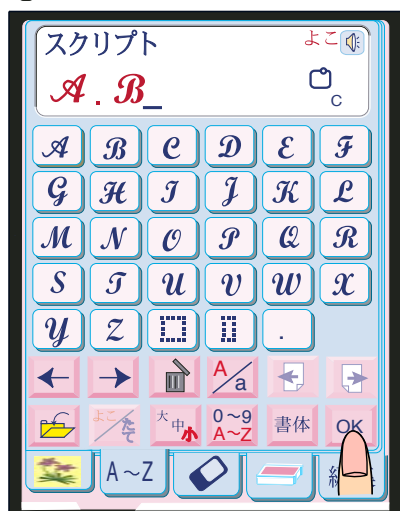 スクリプト よこ
A . B_
C
A B C D E F
G H I J K L
M N O P Q R
S T U V W X
Y Z .
A/a
よこ/たて 大中小 0～9 書体 OK
A～Z
A～Z